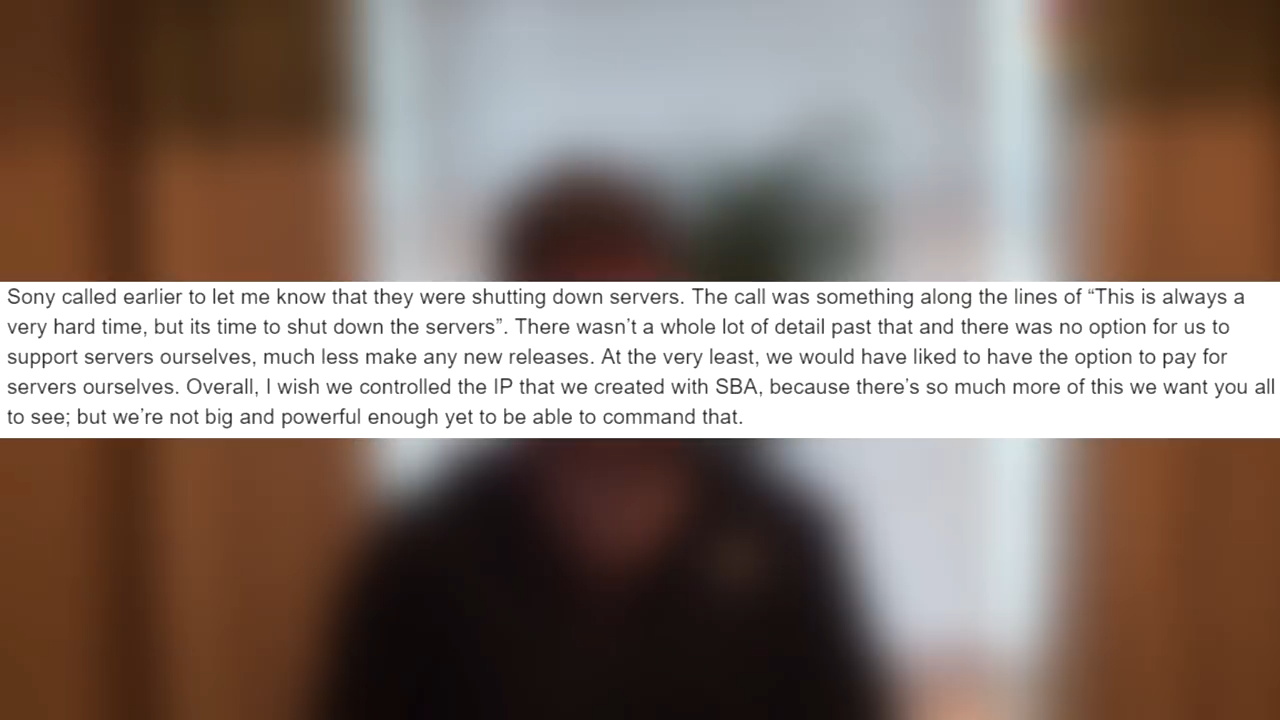 Sony called earlier to let me know that they were shutting down servers. The call was something along the lines of “This is always a
very hard time, but its time to shut down the servers”. There wasn’t a whole lot of detail past that and there was no option for us to
support servers ourselves, much less make any new releases. At the very least, we would have liked to have the option to pay for
servers ourselves. Overall, I wish we controlled the IP that we created with SBA, because there’s so much more of this we want you all
to see; but we’re not big and powerful enough yet to be able to command that.